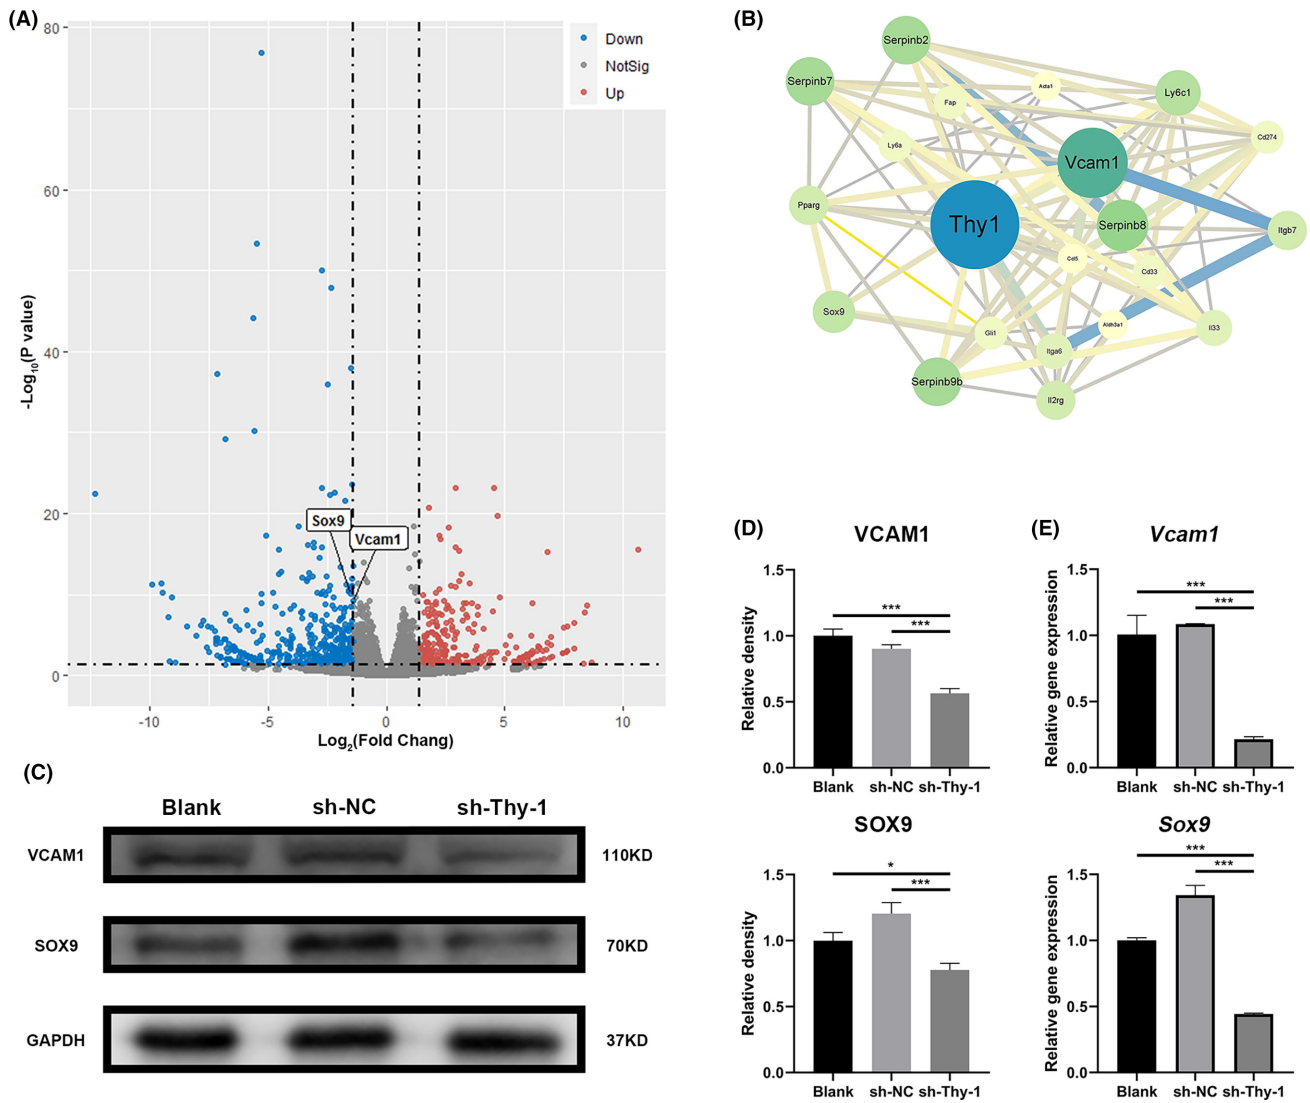 (A)
80
60
40
20
0
-Log10(P value)
-10
-5
0
5
10
Log2(Fold Chang)
Down
NotSig
Up
Sox9
Vcam1
(B)
Serpinb2
Serpinb7
Fap
Ly6c1
Ly6a
Cd274
Vcam1
Pparg
Thy1
Serpinb8
Itgb7
Cd5
Cd33
Sox9
Gli1
Aldh3a1
Il33
Itga6
Serpinb9b
Il2rg
(C)
Blank
sh-NC
sh-Thy-1
VCAM1
110KD
SOX9
70KD
GAPDH
37KD
(D)
VCAM1
1.5
1.0
0.5
0.0
Relative density
***
***
Blank
sh-NC
sh-Thy-1
SOX9
1.5
1.0
0.5
0.0
Relative density
*
***
Blank
sh-NC
sh-Thy-1
(E)
Vcam1
1.5
1.0
0.5
0.0
Relative gene expression
***
***
Blank
sh-NC
sh-Thy-1
Sox9
1.5
1.0
0.5
0.0
Relative gene expression
***
***
Blank
sh-NC
sh-Thy-1